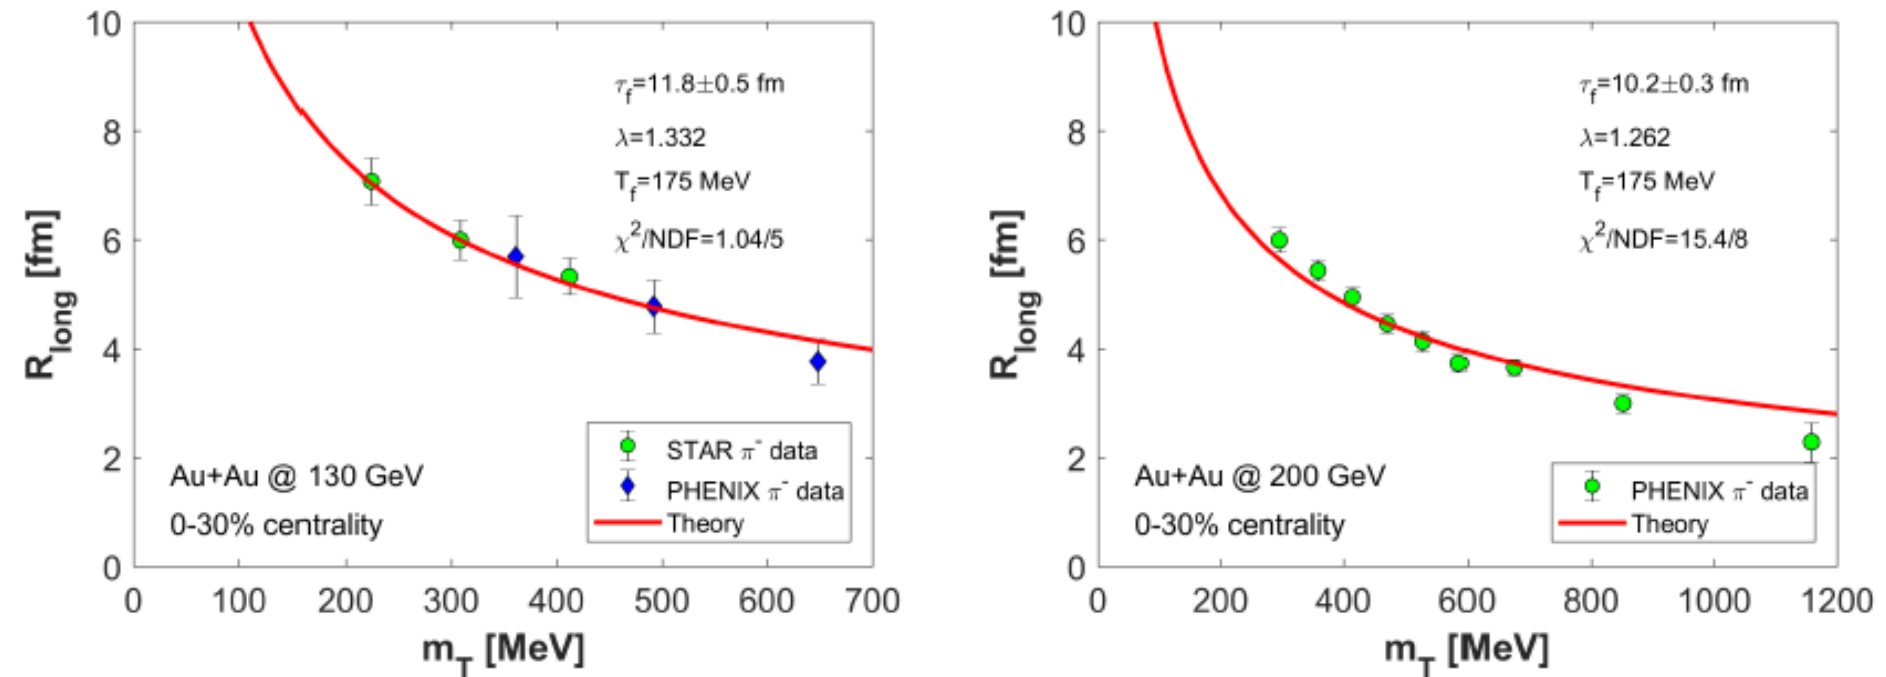 10
8
6
4
2
0
R_long [fm]
τ_f=11.8±0.5 fm
λ=1.332
T_f=175 MeV
χ²/NDF=1.04/5
STAR π⁻ data
PHENIX π⁻ data
Theory
Au+Au @ 130 GeV
0-30% centrality
0 100 200 300 400 500 600 700
m_T [MeV]
10
8
6
4
2
0
R_long [fm]
τ_f=10.2±0.3 fm
λ=1.262
T_f=175 MeV
χ²/NDF=15.4/8
Au+Au @ 200 GeV
0-30% centrality
PHENIX π⁻ data
Theory
0 200 400 600 800 1000 1200
m_T [MeV]